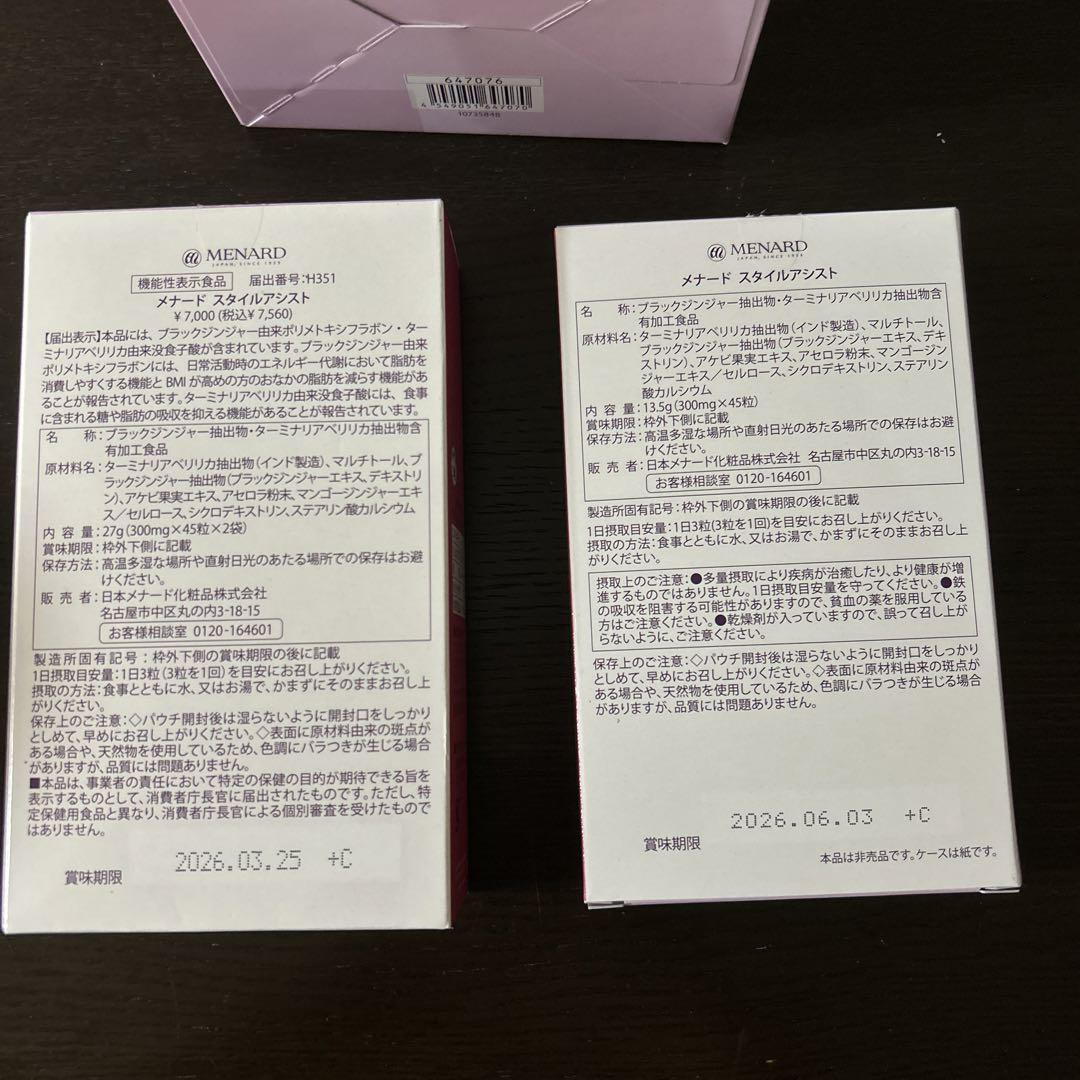 647076
4 549051 647070
10735848
MENARD
JAPAN, SINCE 1959
機能性表示食品 届出番号:H351
メナード スタイルアシスト
¥7,000(税込¥7,560)
【届出表示】本品には、ブラックジンジャー由来ポリメトキシフラボン・ター
ミナリアベリリカ由来没食子酸が含まれています。ブラックジンジャー由来
ポリメトキシフラボンには、日常活動時のエネルギー代謝において脂肪を
消費しやすくする機能とBMIが高めの方のおなかの脂肪を減らす機能があ
ることが報告されています。ターミナリアベリリカ由来没食子酸には、食事
に含まれる糖や脂肪の吸収を抑える機能があることが報告されています。
名 称:ブラックジンジャー抽出物・ターミナリアベリリカ抽出物含
有加工食品
原材料名:ターミナリアベリリカ抽出物(インド製造)、マルチトール、ブ
ラックジンジャー抽出物(ブラックジンジャーエキス、デキストリ
ン)、アケビ果実エキス、アセロラ粉末、マンゴージンジャーエキ
ス/セルロース、シクロデキストリン、ステアリン酸カルシウム
内 容 量:27g(300mg×45粒×2袋)
賞味期限:枠外下側に記載
保存方法:高温多湿な場所や直射日光のあたる場所での保存はお避
けください。
販 売 者:日本メナード化粧品株式会社
名古屋市中区丸の内3-18-15
お客様相談室 0120-164601
製造所固有記号:枠外下側の賞味期限の後に記載
1日摂取目安量:1日3粒(3粒を1回)を目安にお召し上がりください。
摂取の方法:食事とともに水、又はお湯で、かまずにそのままお召し上
がりください。
保存上のご注意:◇パウチ開封後は湿らないように開封口をしっかり
としめて、早めにお召し上がりください。◇表面に原材料由来の斑点が
ある場合や、天然物を使用しているため、色調にバラつきが生じる場合
がありますが、品質には問題ありません。
■本品は、事業者の責任において特定の保健の目的が期待できる旨を
表示するものとして、消費者庁長官に届出されたものです。ただし、特
定保健用食品と異なり、消費者庁長官による個別審査を受けたもので
はありません。
賞味期限 2026.03.25 +C
MENARD
JAPAN, SINCE 1959
メナード スタイルアシスト
名 称:ブラックジンジャー抽出物・ターミナリアベリリカ抽出物含
有加工食品
原材料名:ターミナリアベリリカ抽出物(インド製造)、マルチトール、
ブラックジンジャー抽出物(ブラックジンジャーエキス、デキ
ストリン)、アケビ果実エキス、アセロラ粉末、マンゴージン
ジャーエキス/セルロース、シクロデキストリン、ステアリン
酸カルシウム
内 容 量:13.5g(300mg×45粒)
賞味期限:枠外下側に記載
保存方法:高温多湿な場所や直射日光のあたる場所での保存はお避
けください。
販 売 者:日本メナード化粧品株式会社 名古屋市中区丸の内3-18-15
お客様相談室 0120-164601
製造所固有記号:枠外下側の賞味期限の後に記載
1日摂取目安量:1日3粒(3粒を1回)を目安にお召し上がりください。
摂取の方法:食事とともに水、又はお湯で、かまずにそのままお召し上
がりください。
摂取上のご注意:●多量摂取により疾病が治癒したり、より健康が増
進するものではありません。1日摂取目安量を守ってください。●鉄
の吸収を阻害する可能性がありますので、貧血の薬を服用している
方はご注意ください。●乾燥剤が入っていますので、誤って召し上が
らないように、ご注意ください。
保存上のご注意:◇パウチ開封後は湿らないように開封口をしっかり
としめて、早めにお召し上がりください。◇表面に原材料由来の斑点が
ある場合や、天然物を使用しているため、色調にバラつきが生じる場合
がありますが、品質には問題ありません。
賞味期限 2026.06.03 +C
本品は非売品です。ケースは紙です。